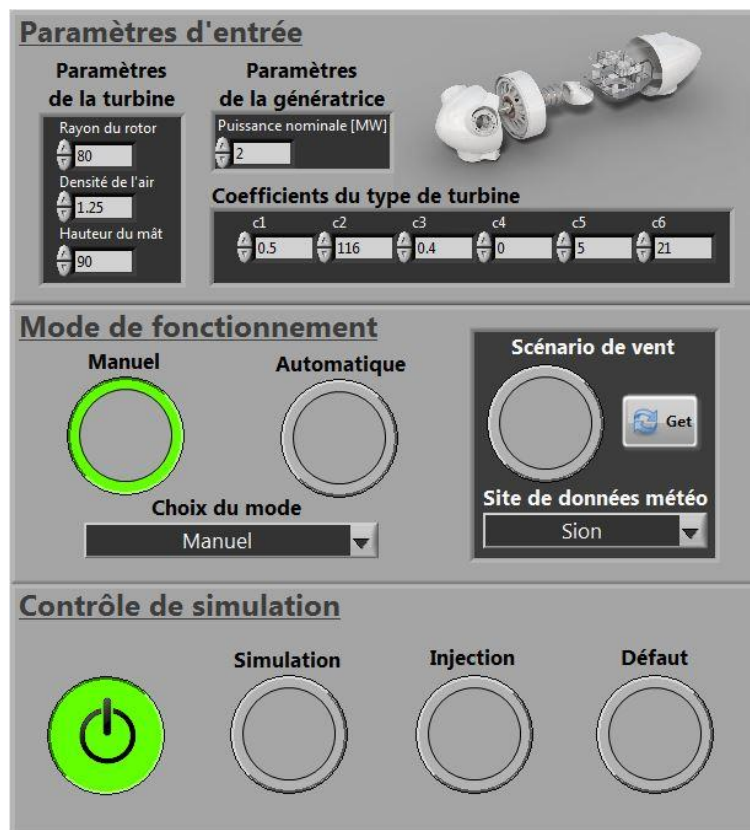 Paramètres d'entrée
Paramètres
de la turbine
Rayon du rotor
80
Densité de l'air
1.25
Hauteur du mât
90
Paramètres
de la génératrice
Puissance nominale [MW]
2
Coefficients du type de turbine
c1 c2 c3 c4 c5 c6
0.5 116 0.4 0 5 21
Mode de fonctionnement
Manuel
Automatique
Choix du mode
Manuel
Scénario de vent
Get
Site de données météo
Sion
Contrôle de simulation
Simulation
Injection
Défaut